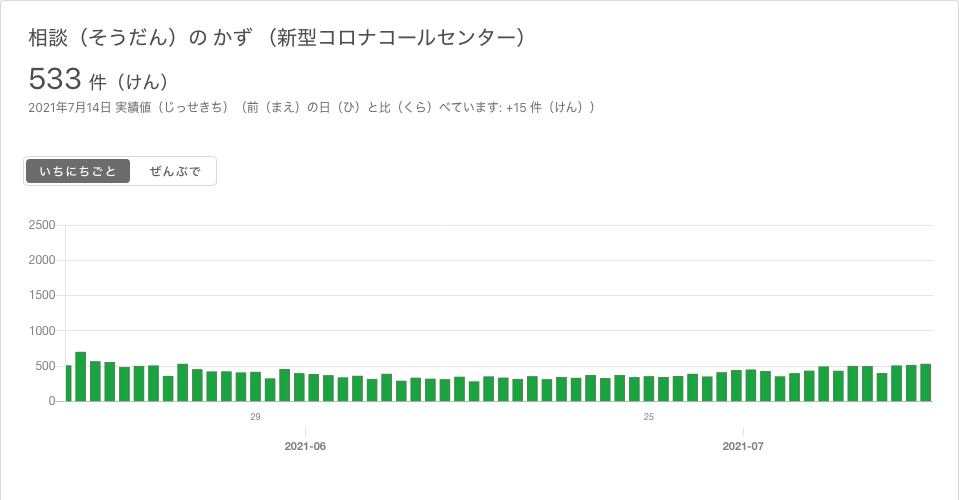 相談（そうだん）の かず （新型コロナコールセンター）
533 件（けん）
2021年7月14日 実績値（じっせきち）（前（まえ）の日（ひ）と比（くら）べています: +15 件（けん））
いちにちごと ぜんぶで
2500
2000
1500
1000
500
0
29 25
2021-06 2021-07